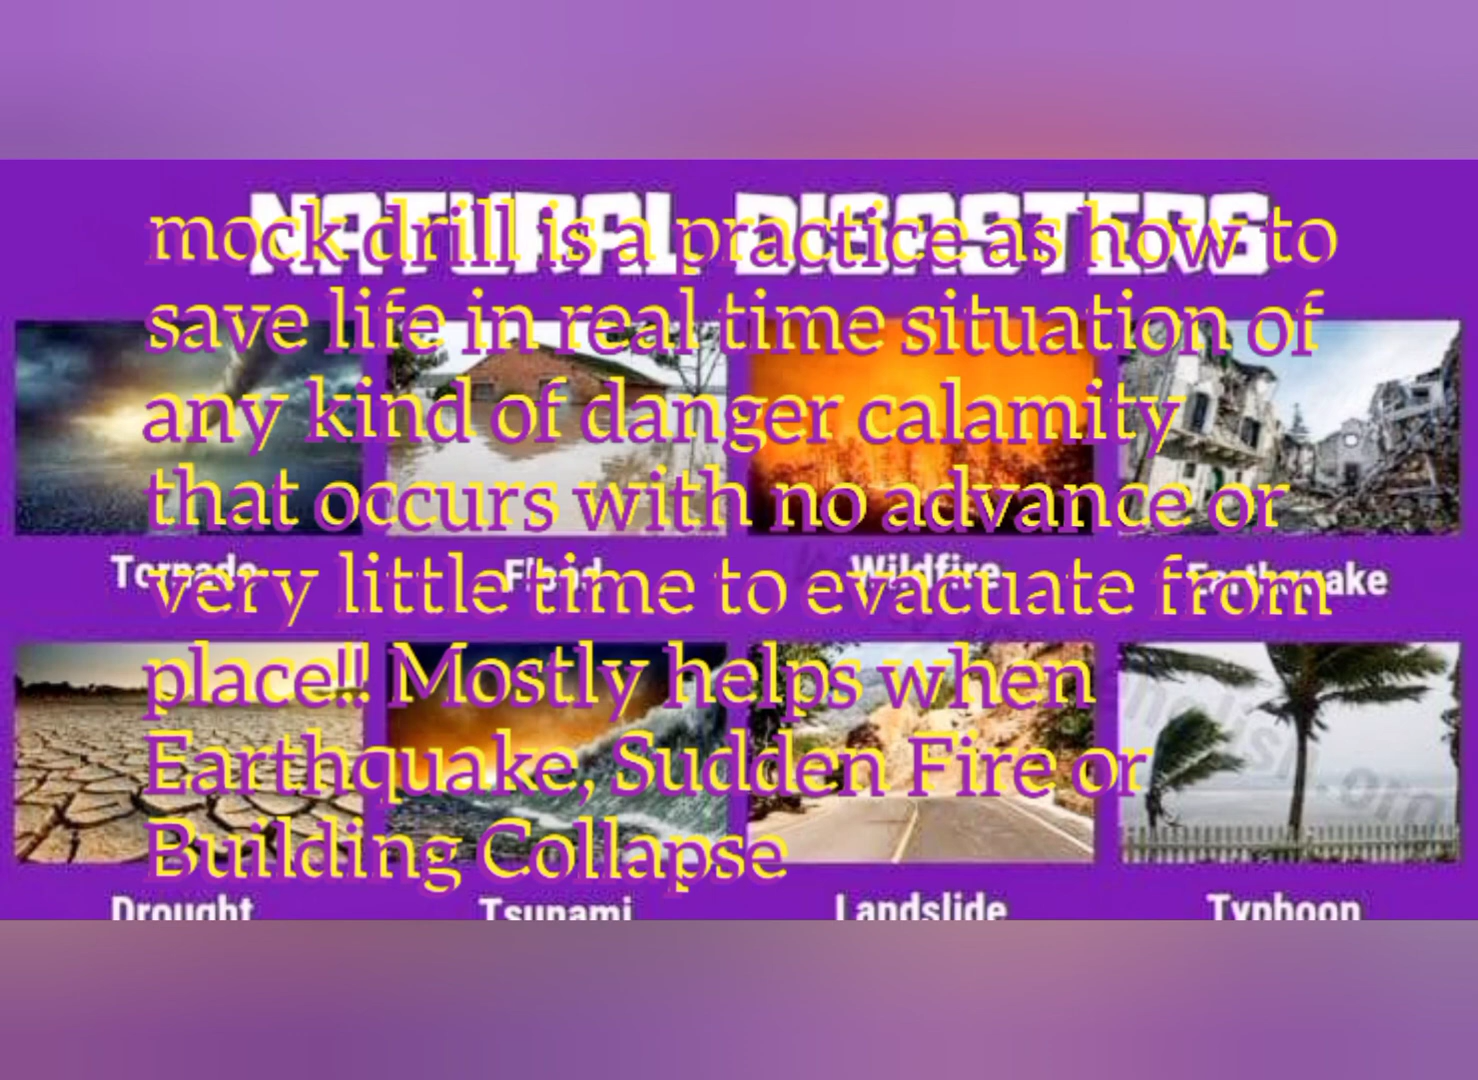 NATURAL DISASTERS
mock drill is a practice as how to
save life in real time situation of
any kind of danger calamity
that occurs with no advance or
very little time to evacuate from
place!! Mostly helps when
Earthquake, Sudden Fire or
Building Collapse
Tornado Flood Wildfire Earthquake
Drought Tsunami Landslide Typhoon